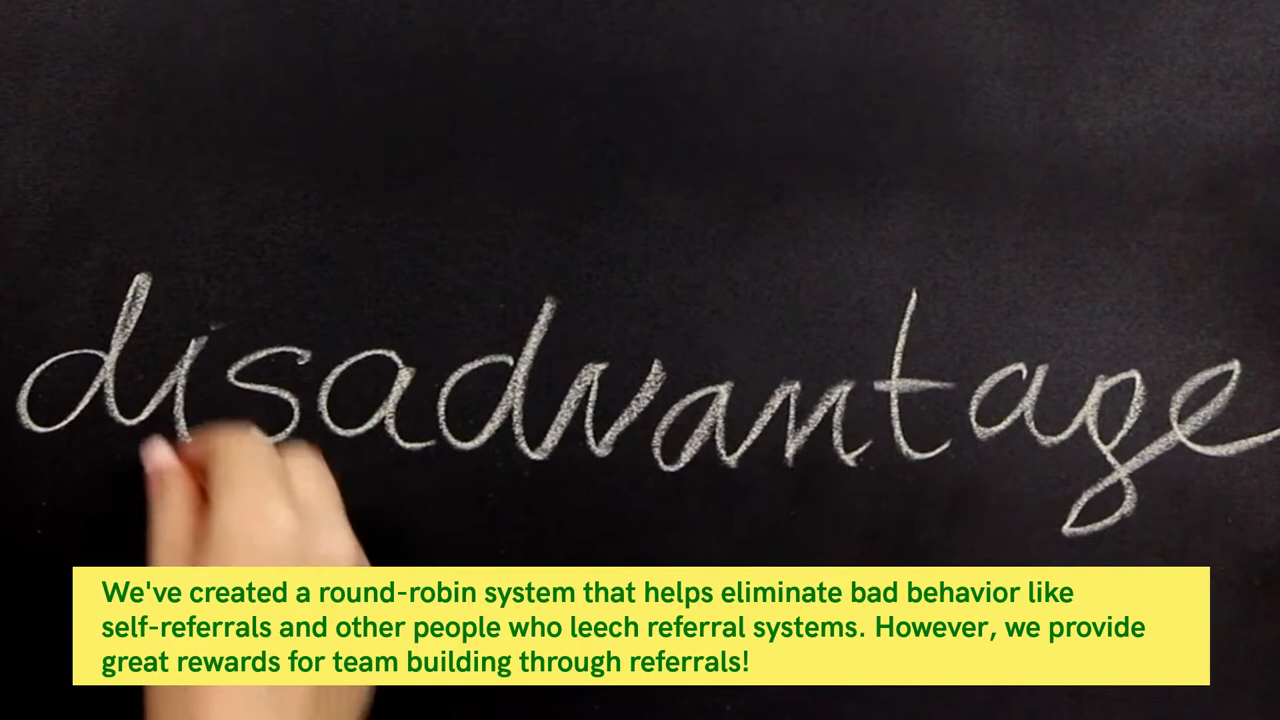 disadvantage
We've created a round-robin system that helps eliminate bad behavior like
self-referrals and other people who leech referral systems. However, we provide
great rewards for team building through referrals!